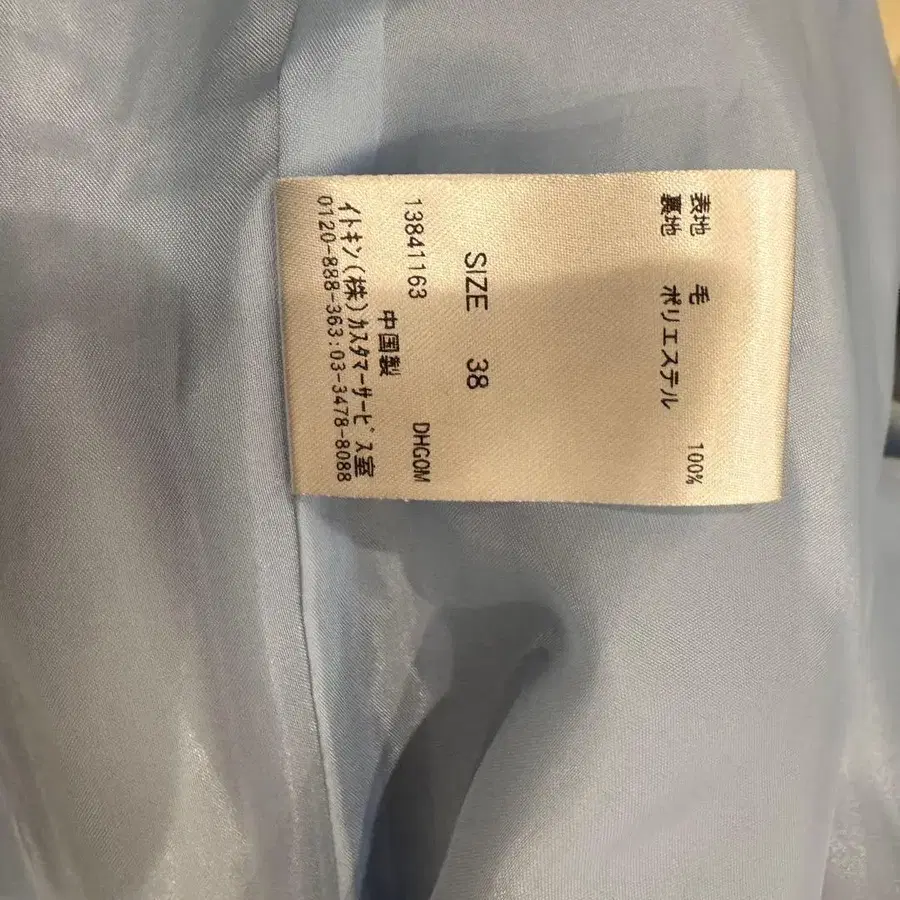 表地 毛 100%
裏地 ポリエステル
SIZE 38
13841163 DHGOM
中国製
イトキン(株)カスタマーサービス室
0120-888-363:03-3478-8088